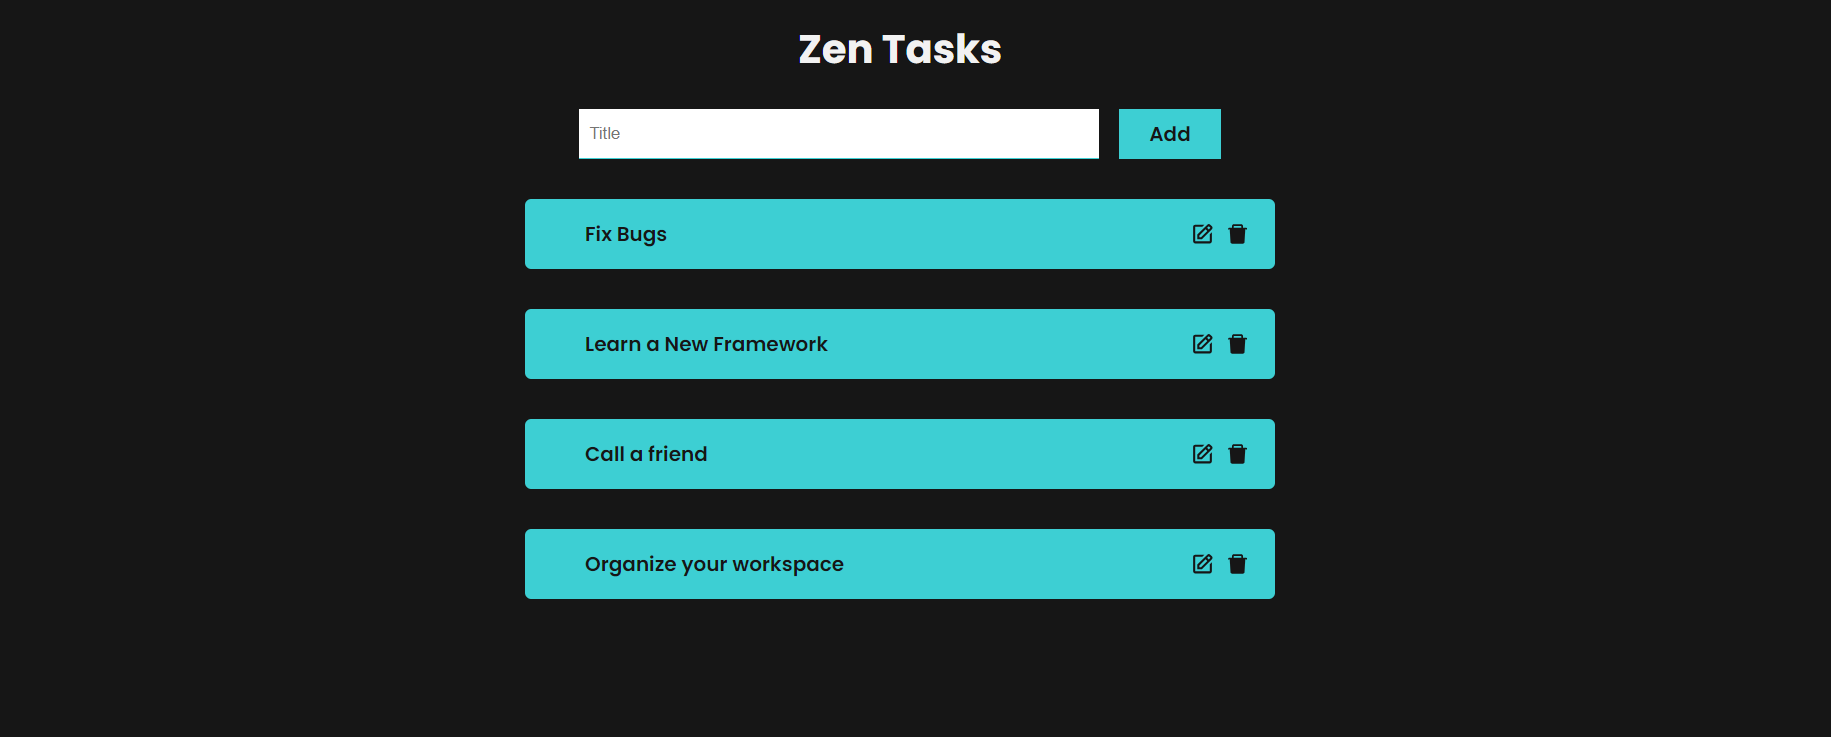 Zen Tasks
Title
Add
Fix Bugs
Learn a New Framework
Call a friend
Organize your workspace